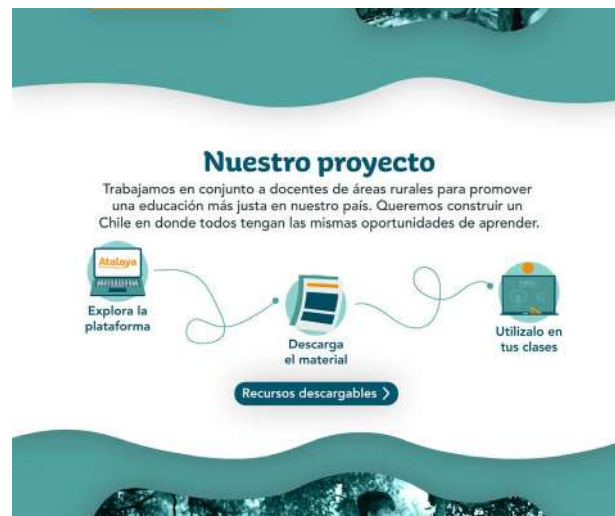 Nuestro proyecto
Trabajamos en conjunto a docentes de áreas rurales para promover
una educación más justa en nuestro país. Queremos construir un
Chile en donde todos tengan las mismas oportunidades de aprender.
Atalaya
Explora la
plataforma
Descarga
el material
Utilizalo en
tus clases
Recursos descargables